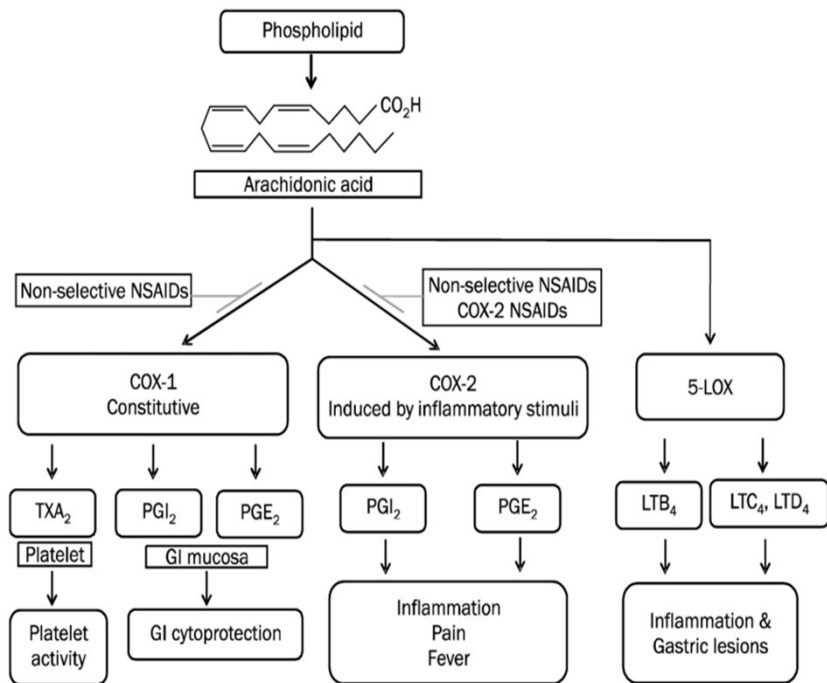 Phospholipid
CO₂H
Arachidonic acid
Non-selective NSAIDs
Non-selective NSAIDs
COX-2 NSAIDs
COX-1
Constitutive
COX-2
Induced by inflammatory stimuli
5-LOX
TXA₂
PGI₂
PGE₂
PGI₂
PGE₂
LTB₄
LTC₄, LTD₄
Platelet
GI mucosa
Platelet
activity
GI cytoprotection
Inflammation
Pain
Fever
Inflammation &
Gastric lesions